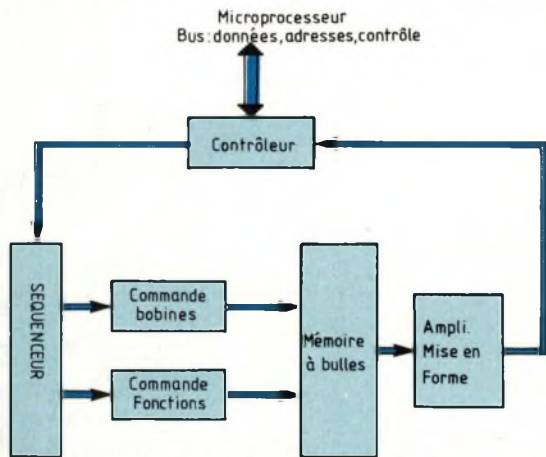 Microprocesseur
Bus:données,adresses,contrôle
Contrôleur
SEQUENCEUR
Commande
bobines
Commande
Fonctions
Mémoire
à bulles
Ampli.
Mise en
Forme